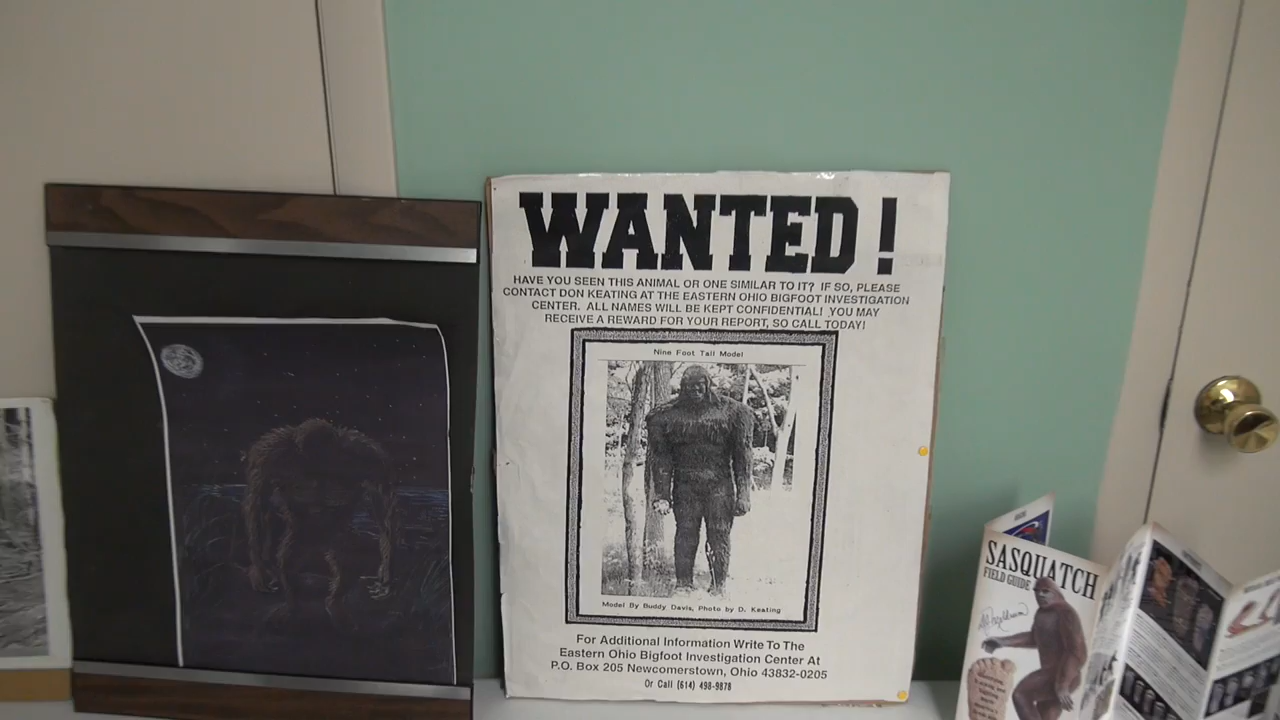 WANTED!
HAVE YOU SEEN THIS ANIMAL OR ONE SIMILAR TO IT? IF SO, PLEASE
CONTACT DON KEATING AT THE EASTERN OHIO BIGFOOT INVESTIGATION
CENTER. ALL NAMES WILL BE KEPT CONFIDENTIAL! YOU MAY
RECEIVE A REWARD FOR YOUR REPORT, SO CALL TODAY!
Nine Foot Tall Model
Model By Buddy Davis, Photo by D. Keating
For Additional Information Write To The
Eastern Ohio Bigfoot Investigation Center At
P.O. Box 205 Newcomerstown, Ohio 43832-0205
Or Call (614) 498-9878
SASQUATCH
FIELD GUIDE